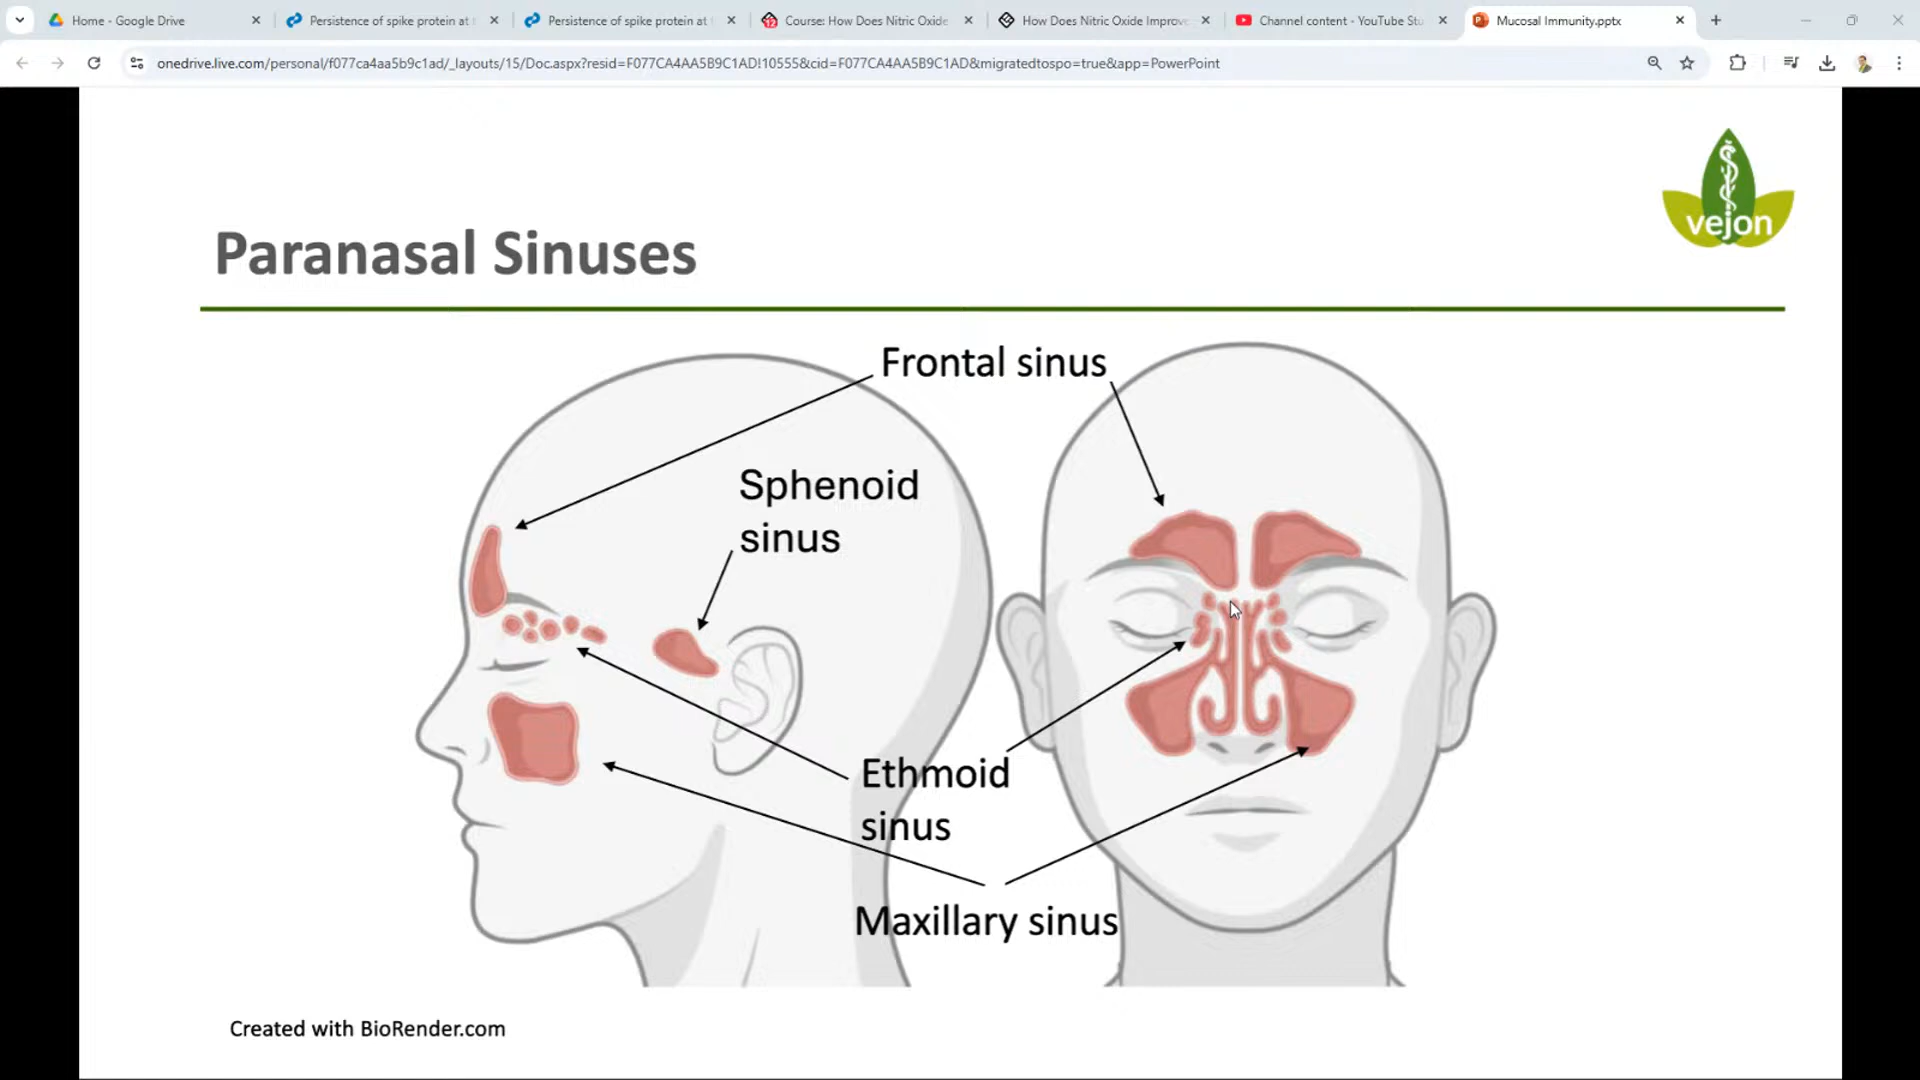 Home - Google Drive
Persistence of spike protein at
Persistence of spike protein at
Course: How Does Nitric Oxide
How Does Nitric Oxide Improve
Channel content - YouTube Stu
Mucosal Immunity.pptx
onedrive.live.com/personal/f077ca4aa5b9c1ad/_layouts/15/Doc.aspx?resid=F077CA4AA5B9C1AD!10555&cid=F077CA4AA5B9C1AD&migratedtospo=true&app=PowerPoint
vejon
Paranasal Sinuses
Frontal sinus
Sphenoid
sinus
Ethmoid
sinus
Maxillary sinus
Created with BioRender.com